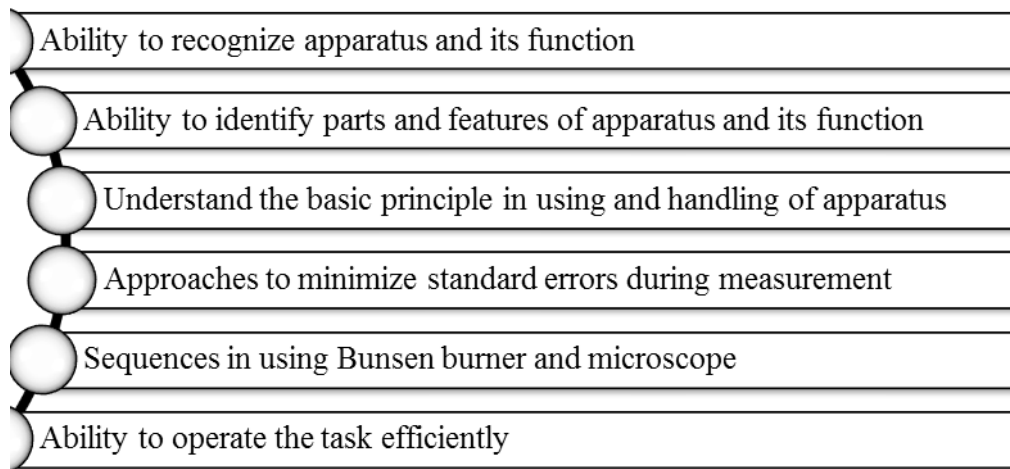 Ability to recognize apparatus and its function
Ability to identify parts and features of apparatus and its function
Understand the basic principle in using and handling of apparatus
Approaches to minimize standard errors during measurement
Sequences in using Bunsen burner and microscope
Ability to operate the task efficiently